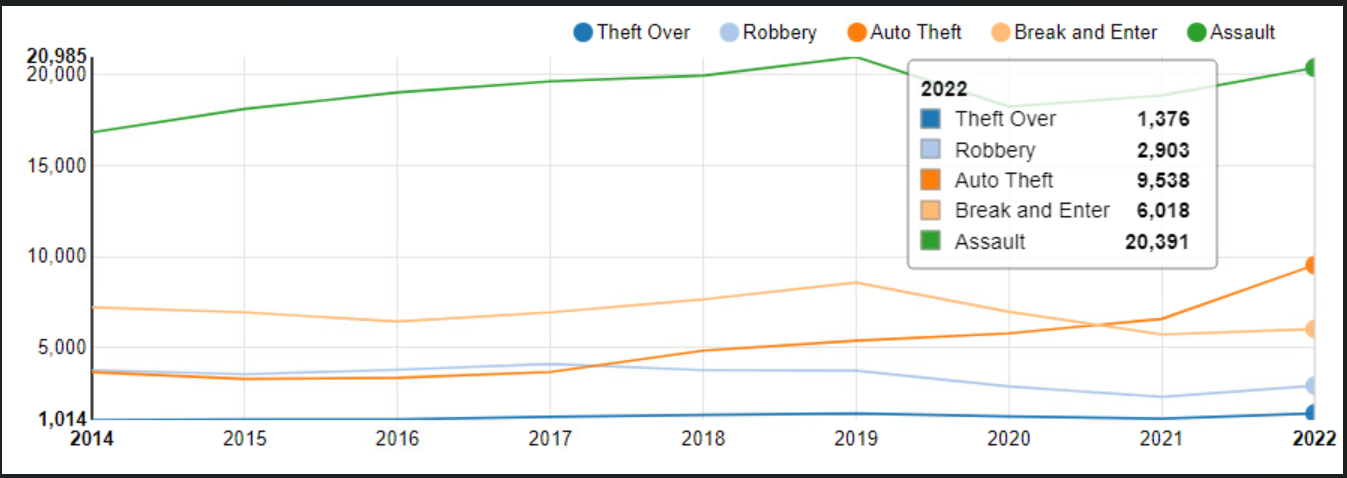 Theft Over Robbery Auto Theft Break and Enter Assault
20,985
20,000
15,000
10,000
5,000
1,014
2022
Theft Over 1,376
Robbery 2,903
Auto Theft 9,538
Break and Enter 6,018
Assault 20,391
2014 2015 2016 2017 2018 2019 2020 2021 2022